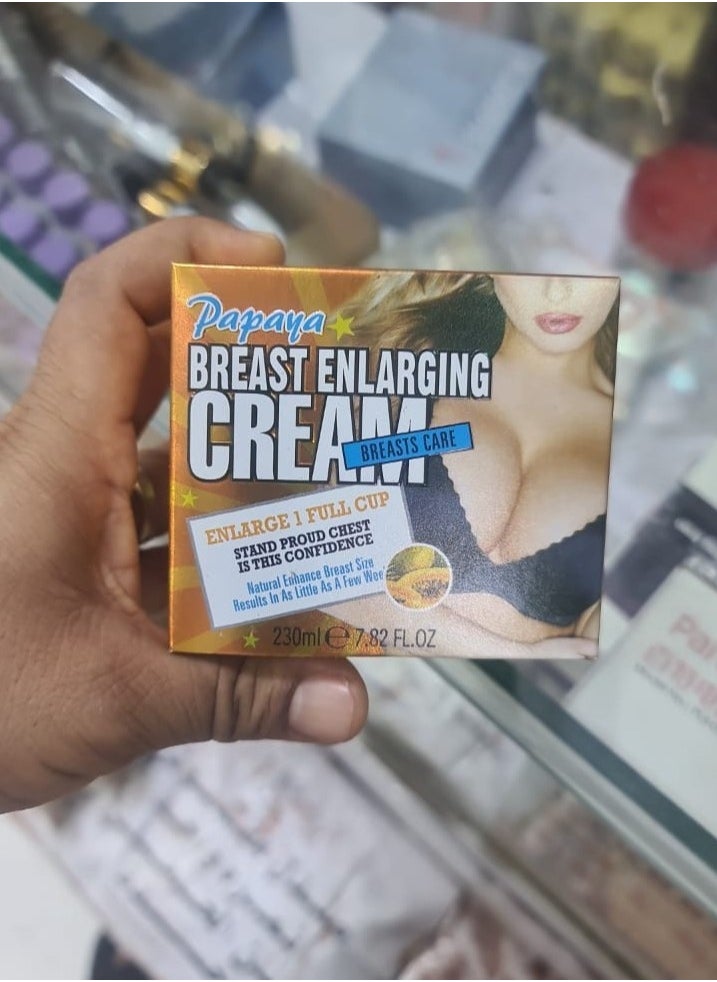 Papaya
BREAST ENLARGING
CREAM
BREASTS CARE
ENLARGE 1 FULL CUP
STAND PROUD CHEST
IS THIS CONFIDENCE
Natural Enhance Breast Size
Results In As Little As A Few
230ml ℮ 7.82 FL.OZ